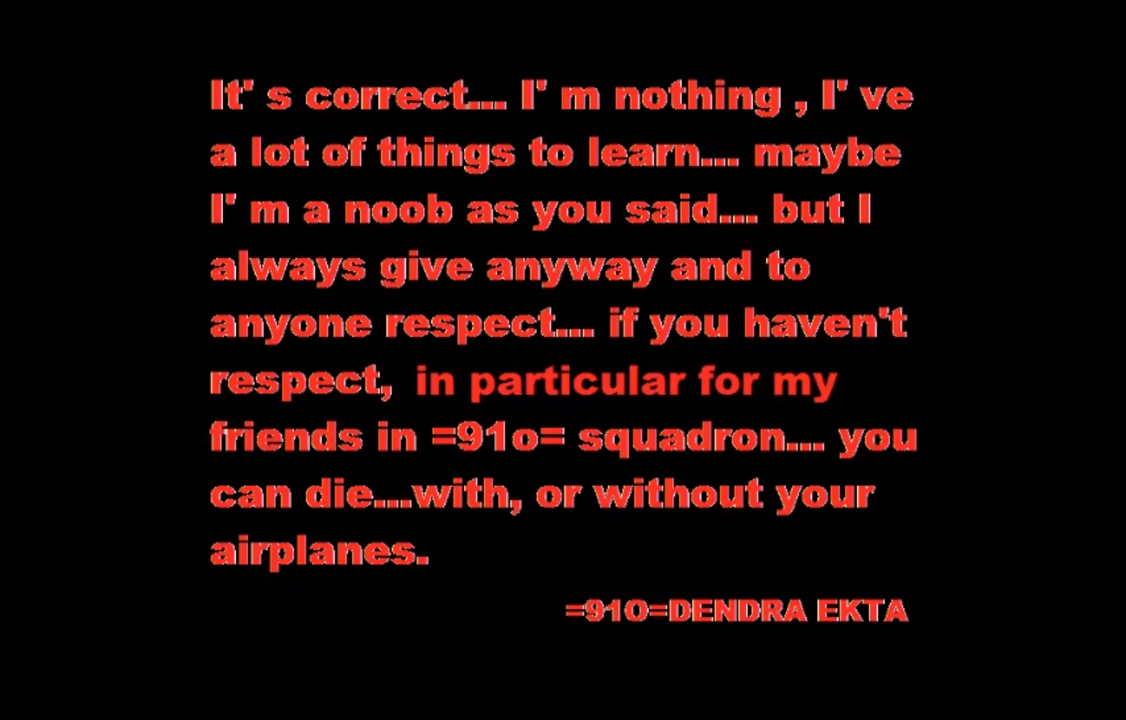 It' s correct... I' m nothing , I' ve
a lot of things to learn... maybe
I' m a noob as you said... but I
always give anyway and to
anyone respect... if you haven't
respect, in particular for my
friends in =91o= squadron... you
can die...with, or without your
airplanes.
=91O=DENDRA EKTA